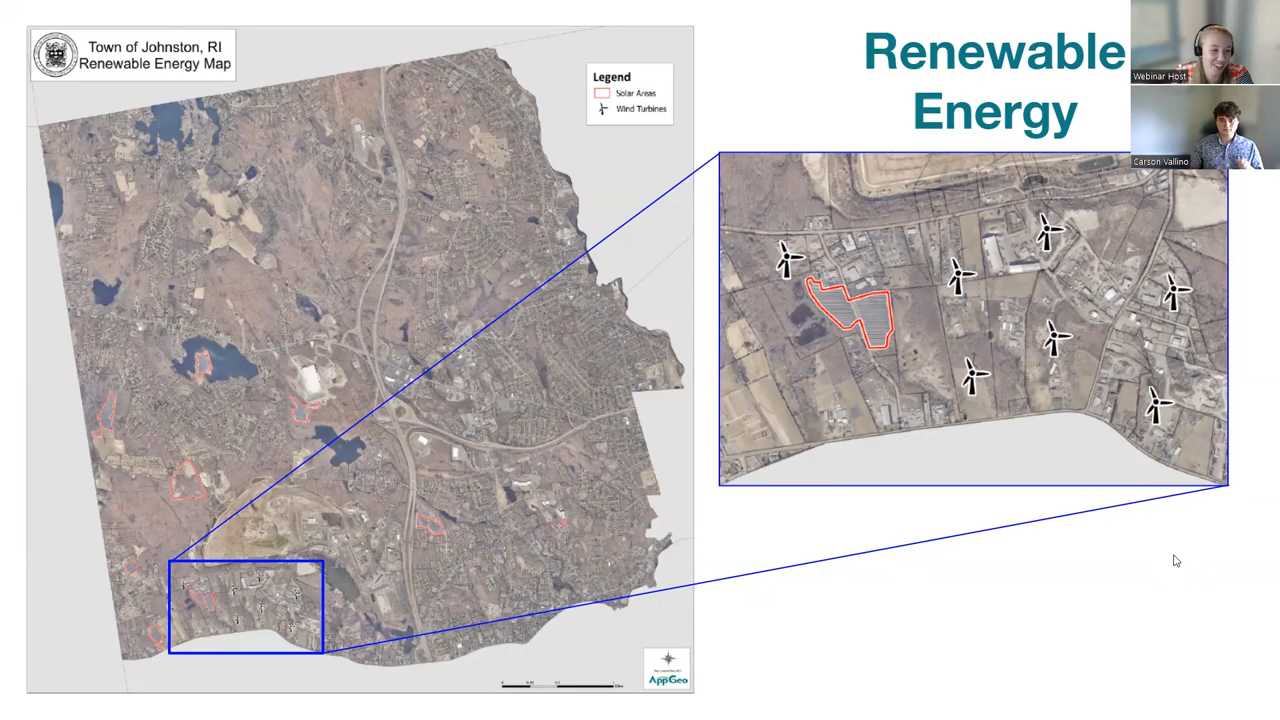 Town of Johnston, RI
Renewable Energy Map
Legend
Solar Areas
Wind Turbines
Renewable
Energy
Webinar Host
Carson Vallino
AppGeo